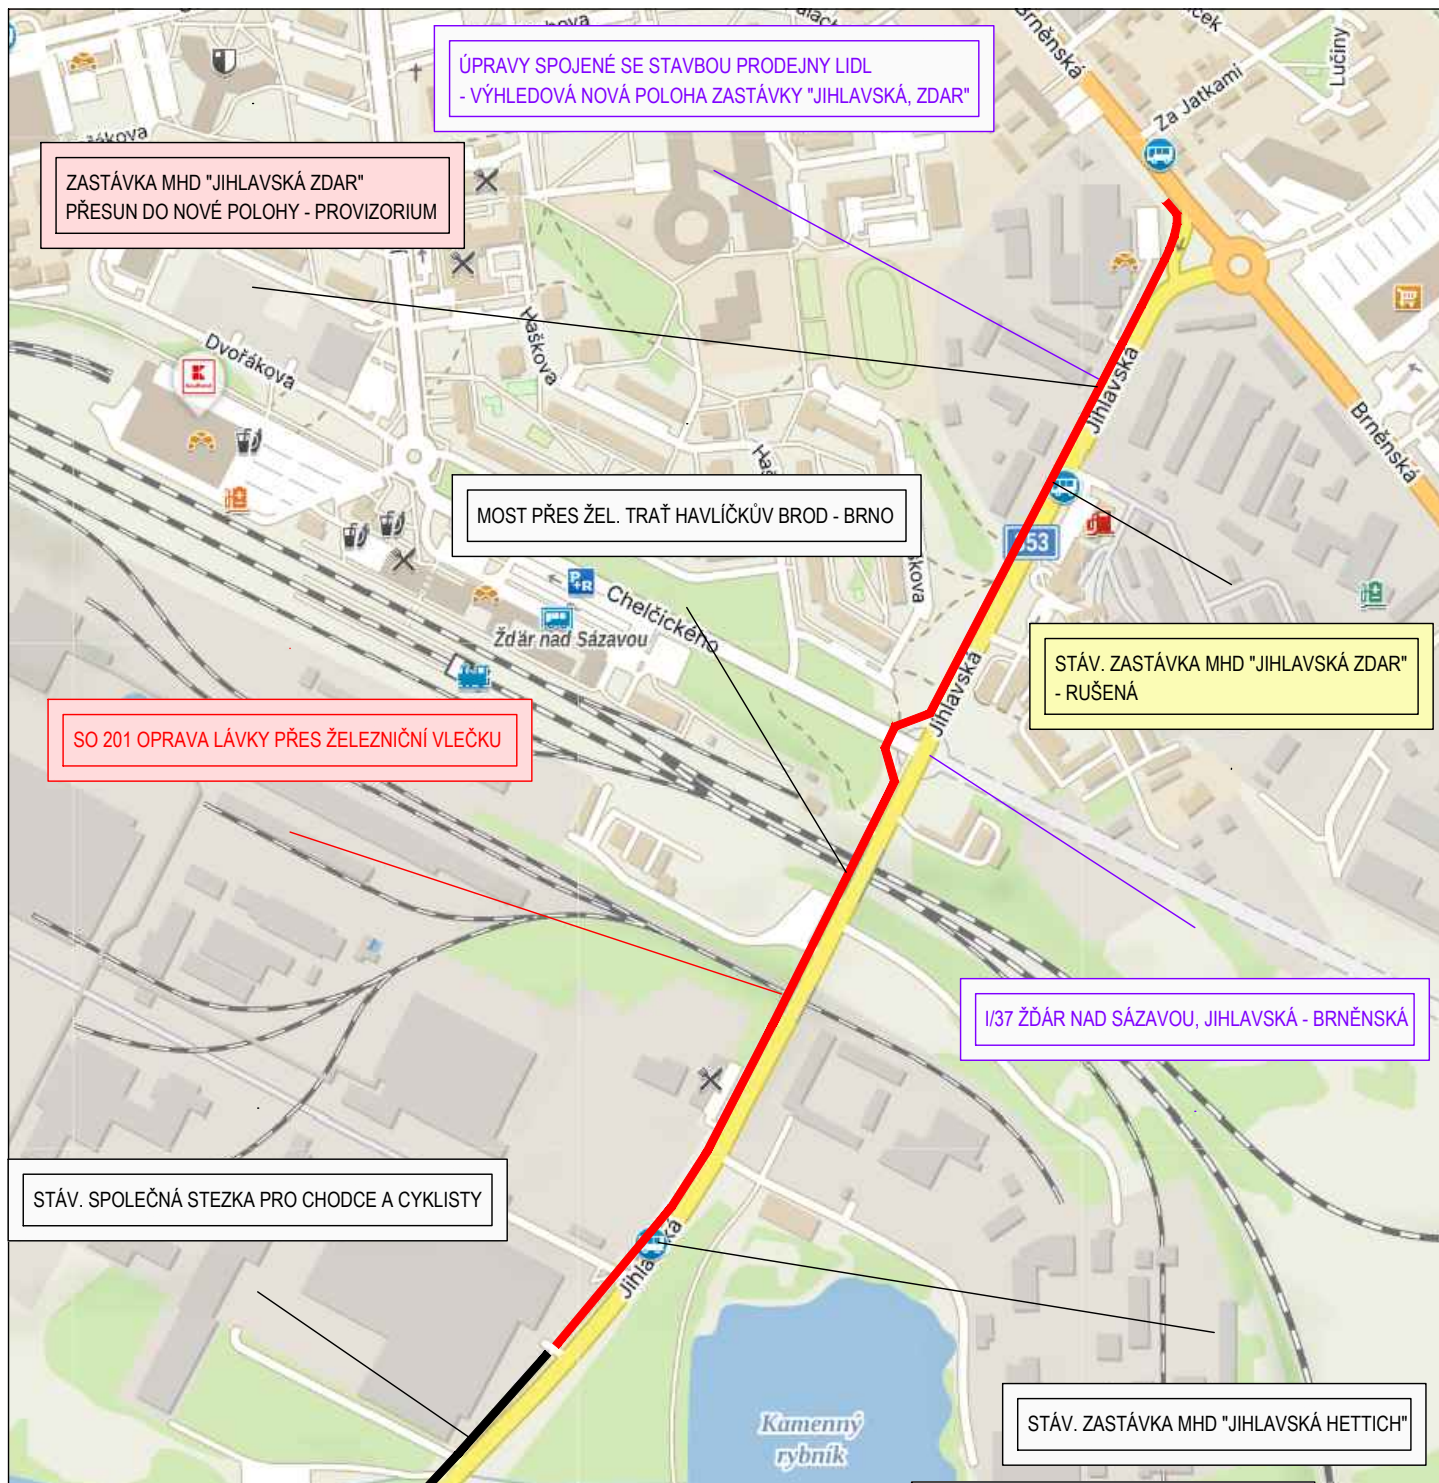 Brněnská
Lučiny
Za Jatkami
ÚPRAVY SPOJENÉ SE STAVBOU PRODEJNY LIDL
- VÝHLEDOVÁ NOVÁ POLOHA ZASTÁVKY "JIHLAVSKÁ, ZDAR"
ZASTÁVKA MHD "JIHLAVSKÁ ZDAR"
PŘESUN DO NOVÉ POLOHY - PROVIZORIUM
Dvořákova
Haškova
Jihlavská
Brněnská
MOST PŘES ŽEL. TRAŤ HAVLÍČKŮV BROD - BRNO
P+R
Chelčického
Žďár nad Sázavou
Jihlavská
STÁV. ZASTÁVKA MHD "JIHLAVSKÁ ZDAR"
- RUŠENÁ
SO 201 OPRAVA LÁVKY PŘES ŽELEZNIČNÍ VLEČKU
I/37 ŽĎÁR NAD SÁZAVOU, JIHLAVSKÁ - BRNĚNSKÁ
STÁV. SPOLEČNÁ STEZKA PRO CHODCE A CYKLISTY
STÁV. ZASTÁVKA MHD "JIHLAVSKÁ HETTICH"
Kamenný
rybník